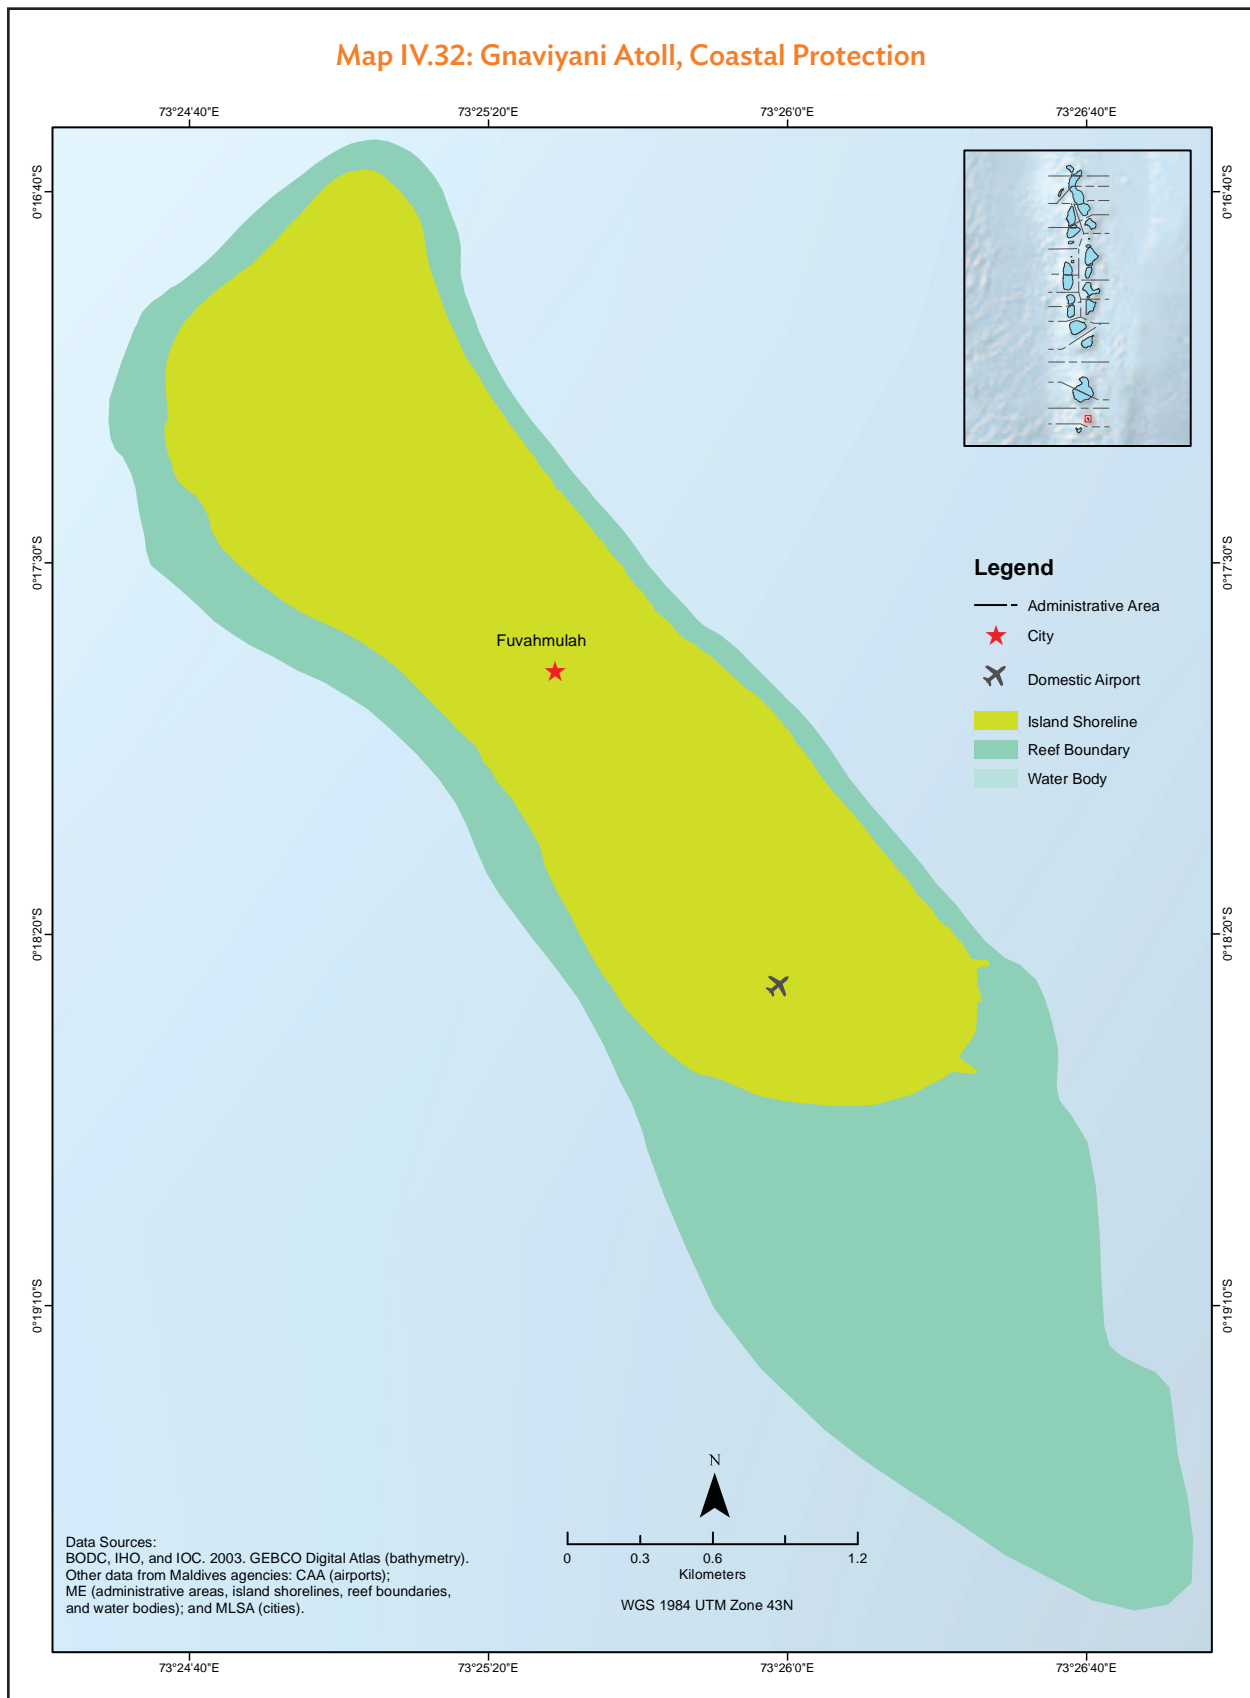 Map IV.32: Gnaviyani Atoll, Coastal Protection
73°24'40"E
73°25'20"E
73°26'0"E
73°26'40"E
0°16'40"S
0°16'40"S
0°17'30"S
0°17'30"S
Legend
Administrative Area
City
Domestic Airport
Island Shoreline
Reef Boundary
Water Body
Fuvahmulah
0°18'20"S
0°18'20"S
0°19'10"S
0°19'10"S
N
0 0.3 0.6 1.2
Kilometers
WGS 1984 UTM Zone 43N
Data Sources:
BODC, IHO, and IOC. 2003. GEBCO Digital Atlas (bathymetry).
Other data from Maldives agencies: CAA (airports);
ME (administrative areas, island shorelines, reef boundaries,
and water bodies); and MLSA (cities).
73°24'40"E
73°25'20"E
73°26'0"E
73°26'40"E